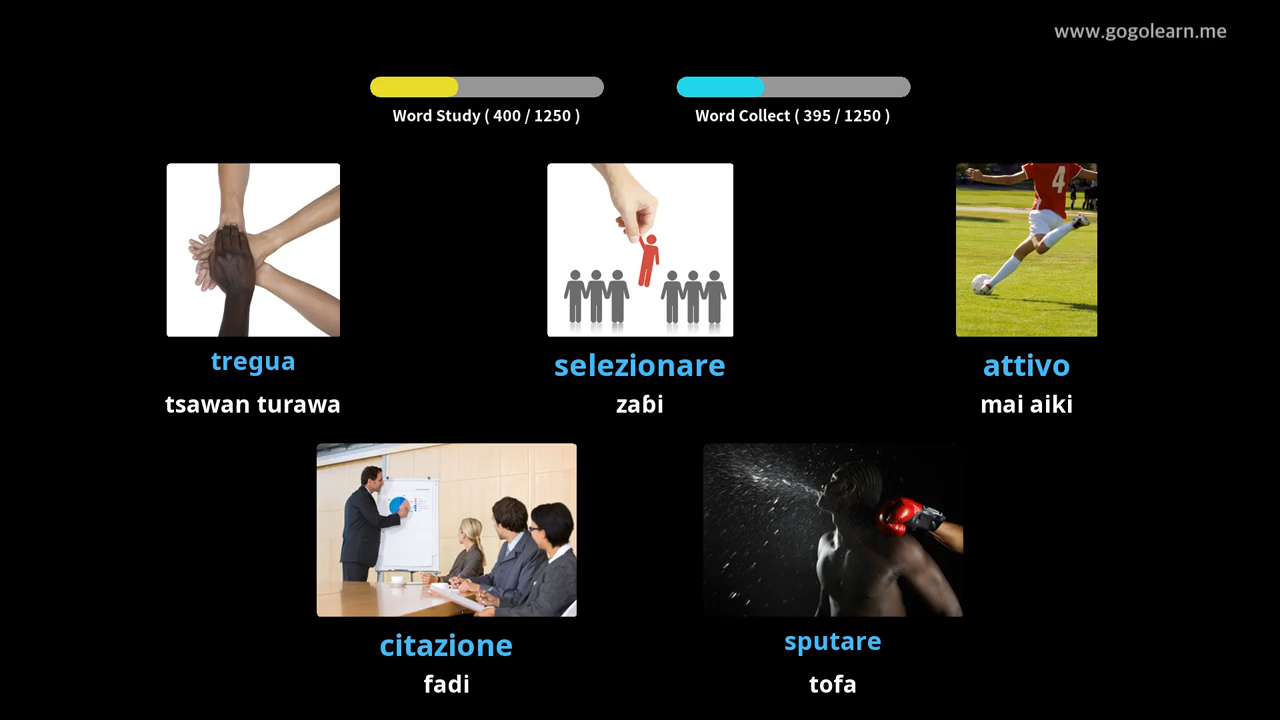 www.gogolearn.me
Word Study ( 400 / 1250 )
Word Collect ( 395 / 1250 )
4
tregua
selezionare
attivo
tsawan turawa
zaɓi
mai aiki
citazione
sputare
fadi
tofa